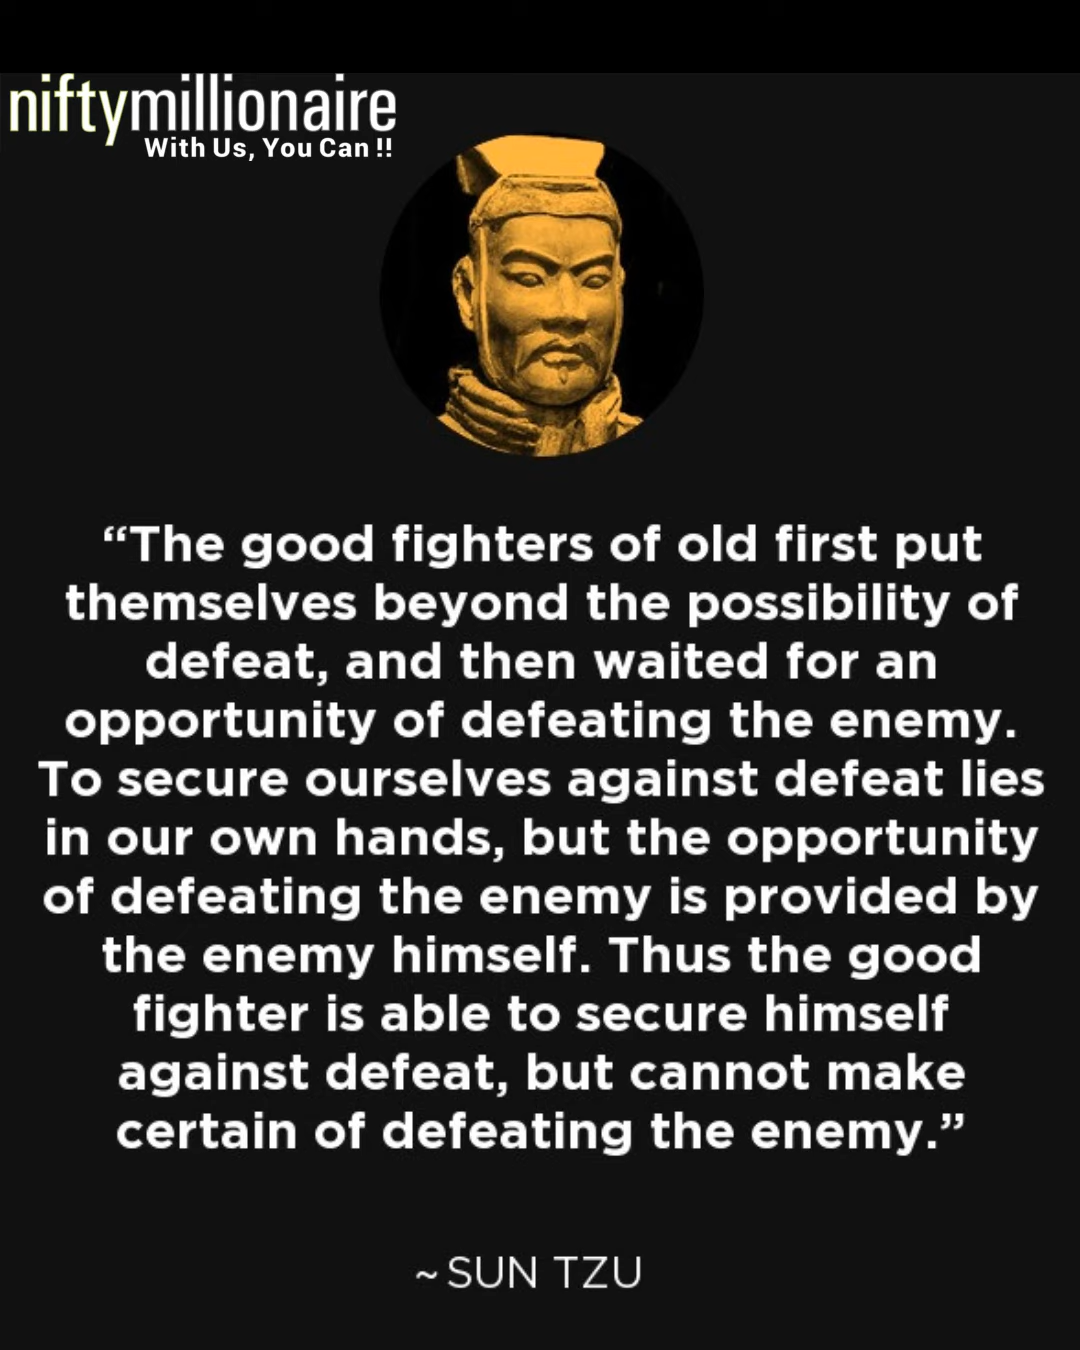 niftymillionaire
With Us, You Can !!
“The good fighters of old first put
themselves beyond the possibility of
defeat, and then waited for an
opportunity of defeating the enemy.
To secure ourselves against defeat lies
in our own hands, but the opportunity
of defeating the enemy is provided by
the enemy himself. Thus the good
fighter is able to secure himself
against defeat, but cannot make
certain of defeating the enemy.”
~ SUN TZU